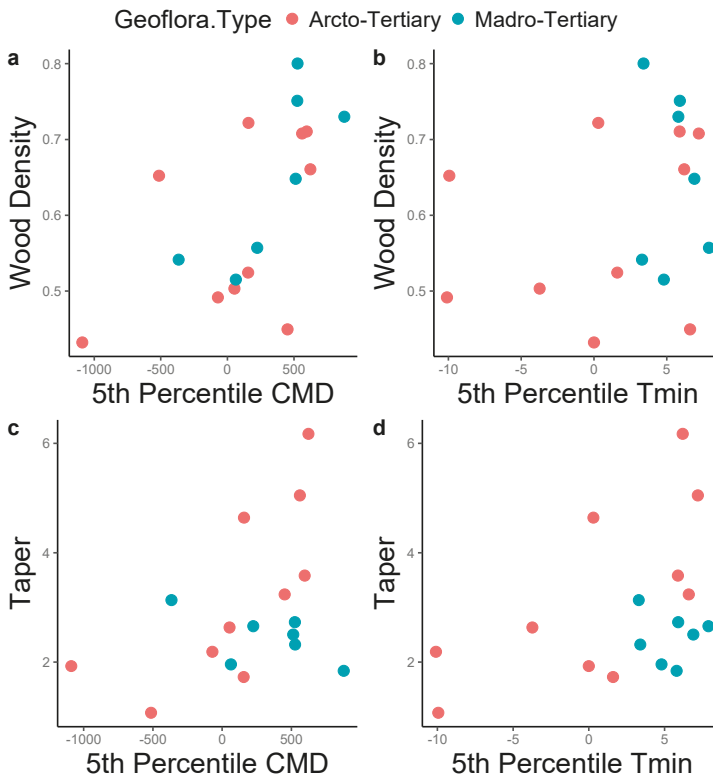 Geoflora.Type Arcto-Tertiary Madro-Tertiary
a
Wood Density
0.8
0.7
0.6
0.5
-1000 -500 0 500
5th Percentile CMD
b
Wood Density
0.8
0.7
0.6
0.5
-10 -5 0 5
5th Percentile Tmin
c
Taper
6
4
2
-1000 -500 0 500
5th Percentile CMD
d
Taper
6
4
2
-10 -5 0 5
5th Percentile Tmin